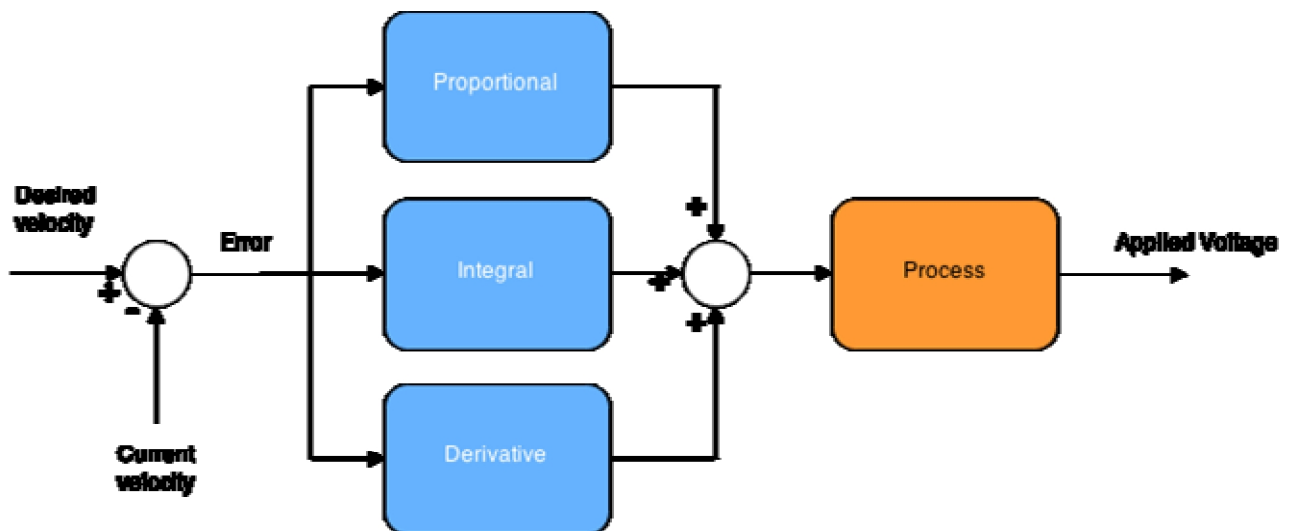 Proportional
Desired
velocity
Error
+
-
Integral
+
+
+
Process
Applied Voltage
Current
velocity
Derivative